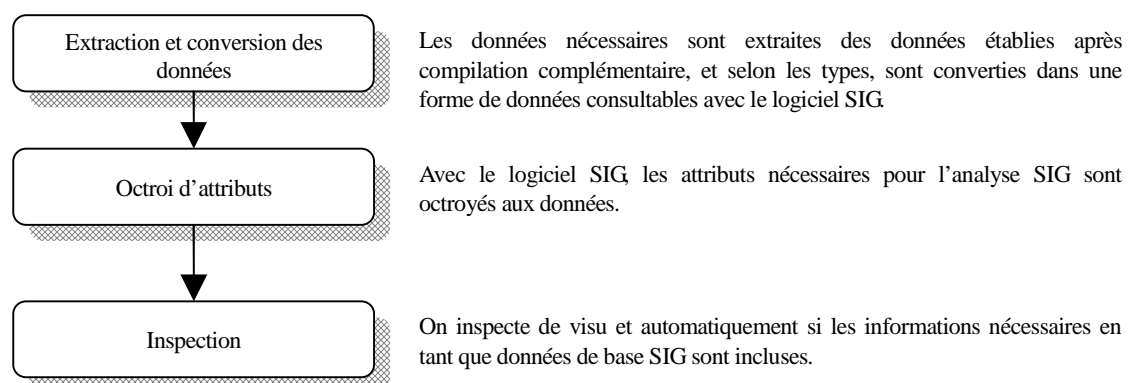 Extraction et conversion des
données
Les données nécessaires sont extraites des données établies après
compilation complémentaire, et selon les types, sont converties dans une
forme de données consultables avec le logiciel SIG.
Octroi d’attributs
Avec le logiciel SIG, les attributs nécessaires pour l’analyse SIG sont
octroyés aux données.
Inspection
On inspecte de visu et automatiquement si les informations nécessaires en
tant que données de base SIG sont incluses.